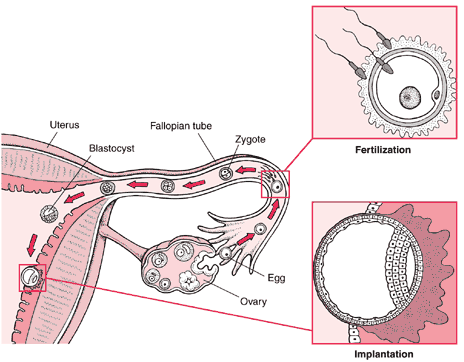 Uterus
Fallopian tube
Zygote
Blastocyst
Fertilization
Egg
Ovary
Implantation